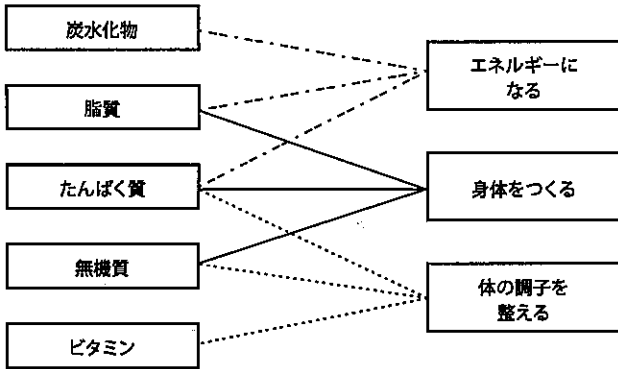 炭水化物
脂質
たんぱく質
無機質
ビタミン
エネルギーに
なる
身体をつくる
体の調子を
整える